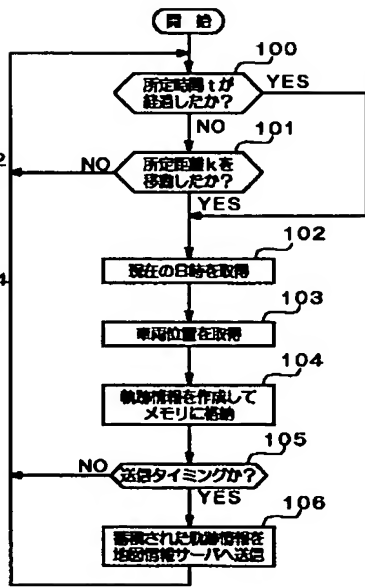 開始
100
所定時間tが
経過したか?
YES
NO
101
所定距離kを
移動したか?
NO
YES
2
102
現在の日時を取得
4
103
車両位置を取得
104
軌跡情報を作成して
メモリに格納
105
送信タイミングか?
NO
YES
106
蓄積された軌跡情報を
地図情報サーバへ送信